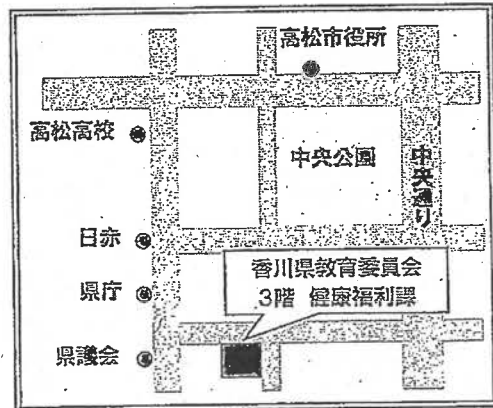 高松市役所
高松高校
中央公園
中央通り
日赤
香川県教育委員会
3階 健康福利課
県庁
県議会